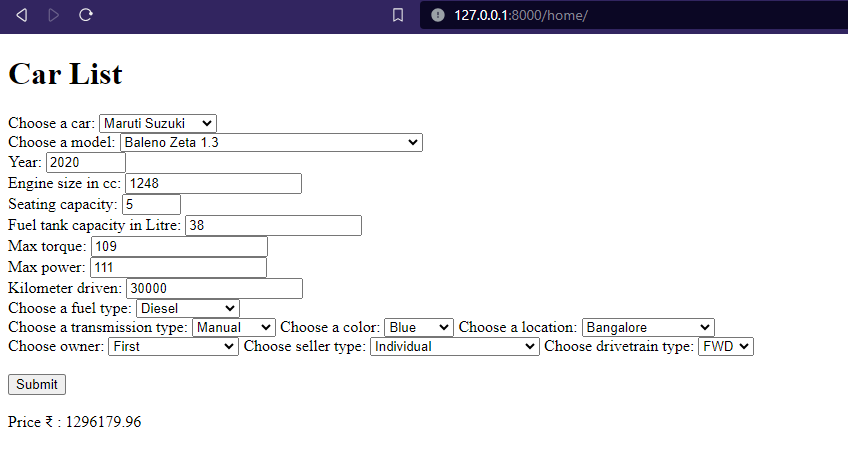 127.0.0.1:8000/home/
Car List
Choose a car: Maruti Suzuki
Choose a model: Baleno Zeta 1.3
Year: 2020
Engine size in cc: 1248
Seating capacity: 5
Fuel tank capacity in Litre: 38
Max torque: 109
Max power: 111
Kilometer driven: 30000
Choose a fuel type: Diesel
Choose a transmission type: Manual Choose a color: Blue Choose a location: Bangalore
Choose owner: First Choose seller type: Individual Choose drivetrain type: FWD
Submit
Price ₹ : 1296179.96